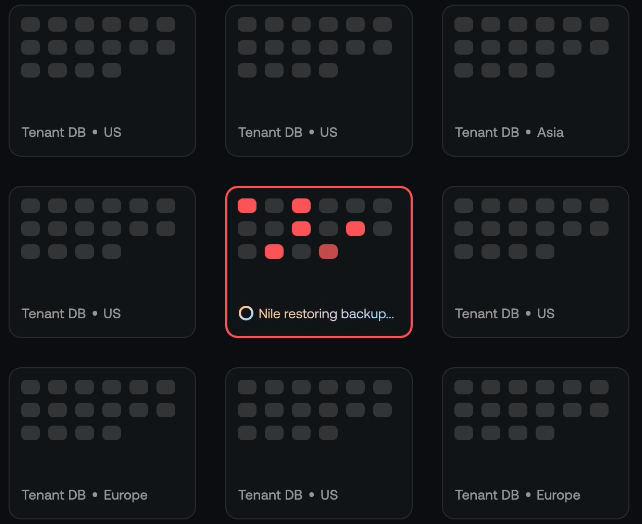 Tenant DB • US
Tenant DB • US
Tenant DB • Asia
Tenant DB • US
Nile restoring backup...
Tenant DB • US
Tenant DB • Europe
Tenant DB • US
Tenant DB • Europe